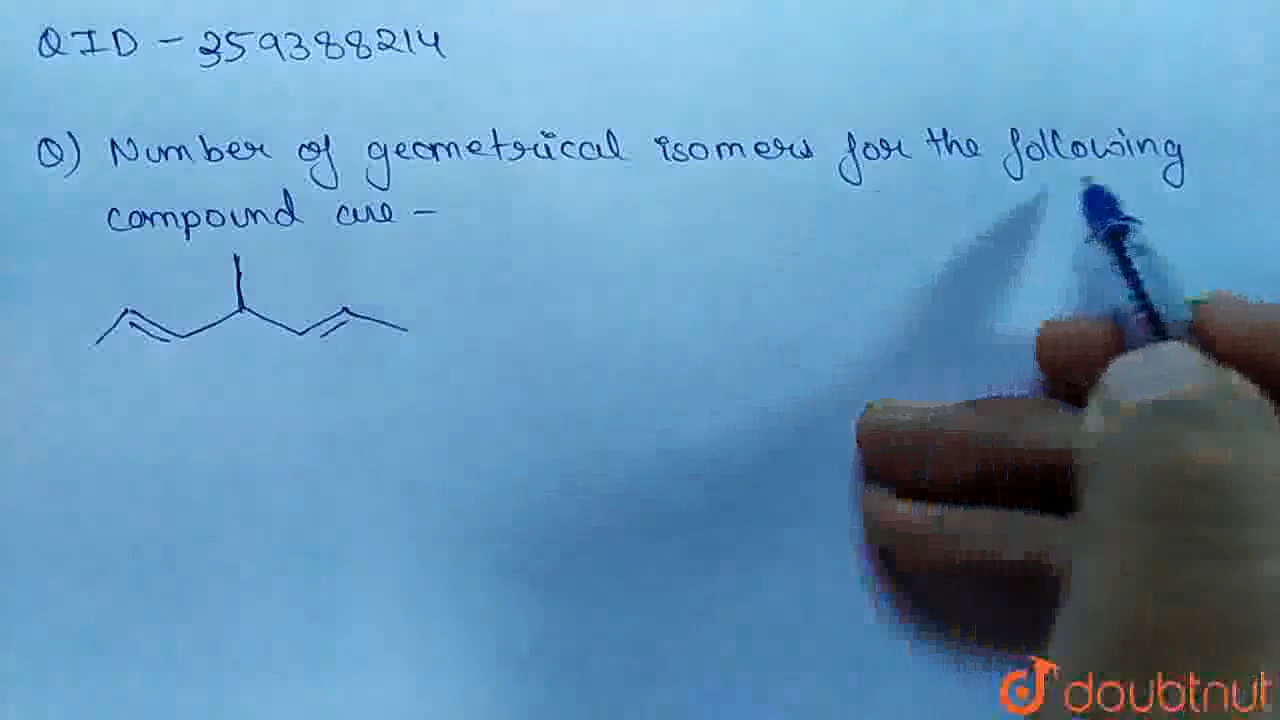 QID - 359388214
Q) Number of geometrical isomers for the following
compound are -
doubtnut